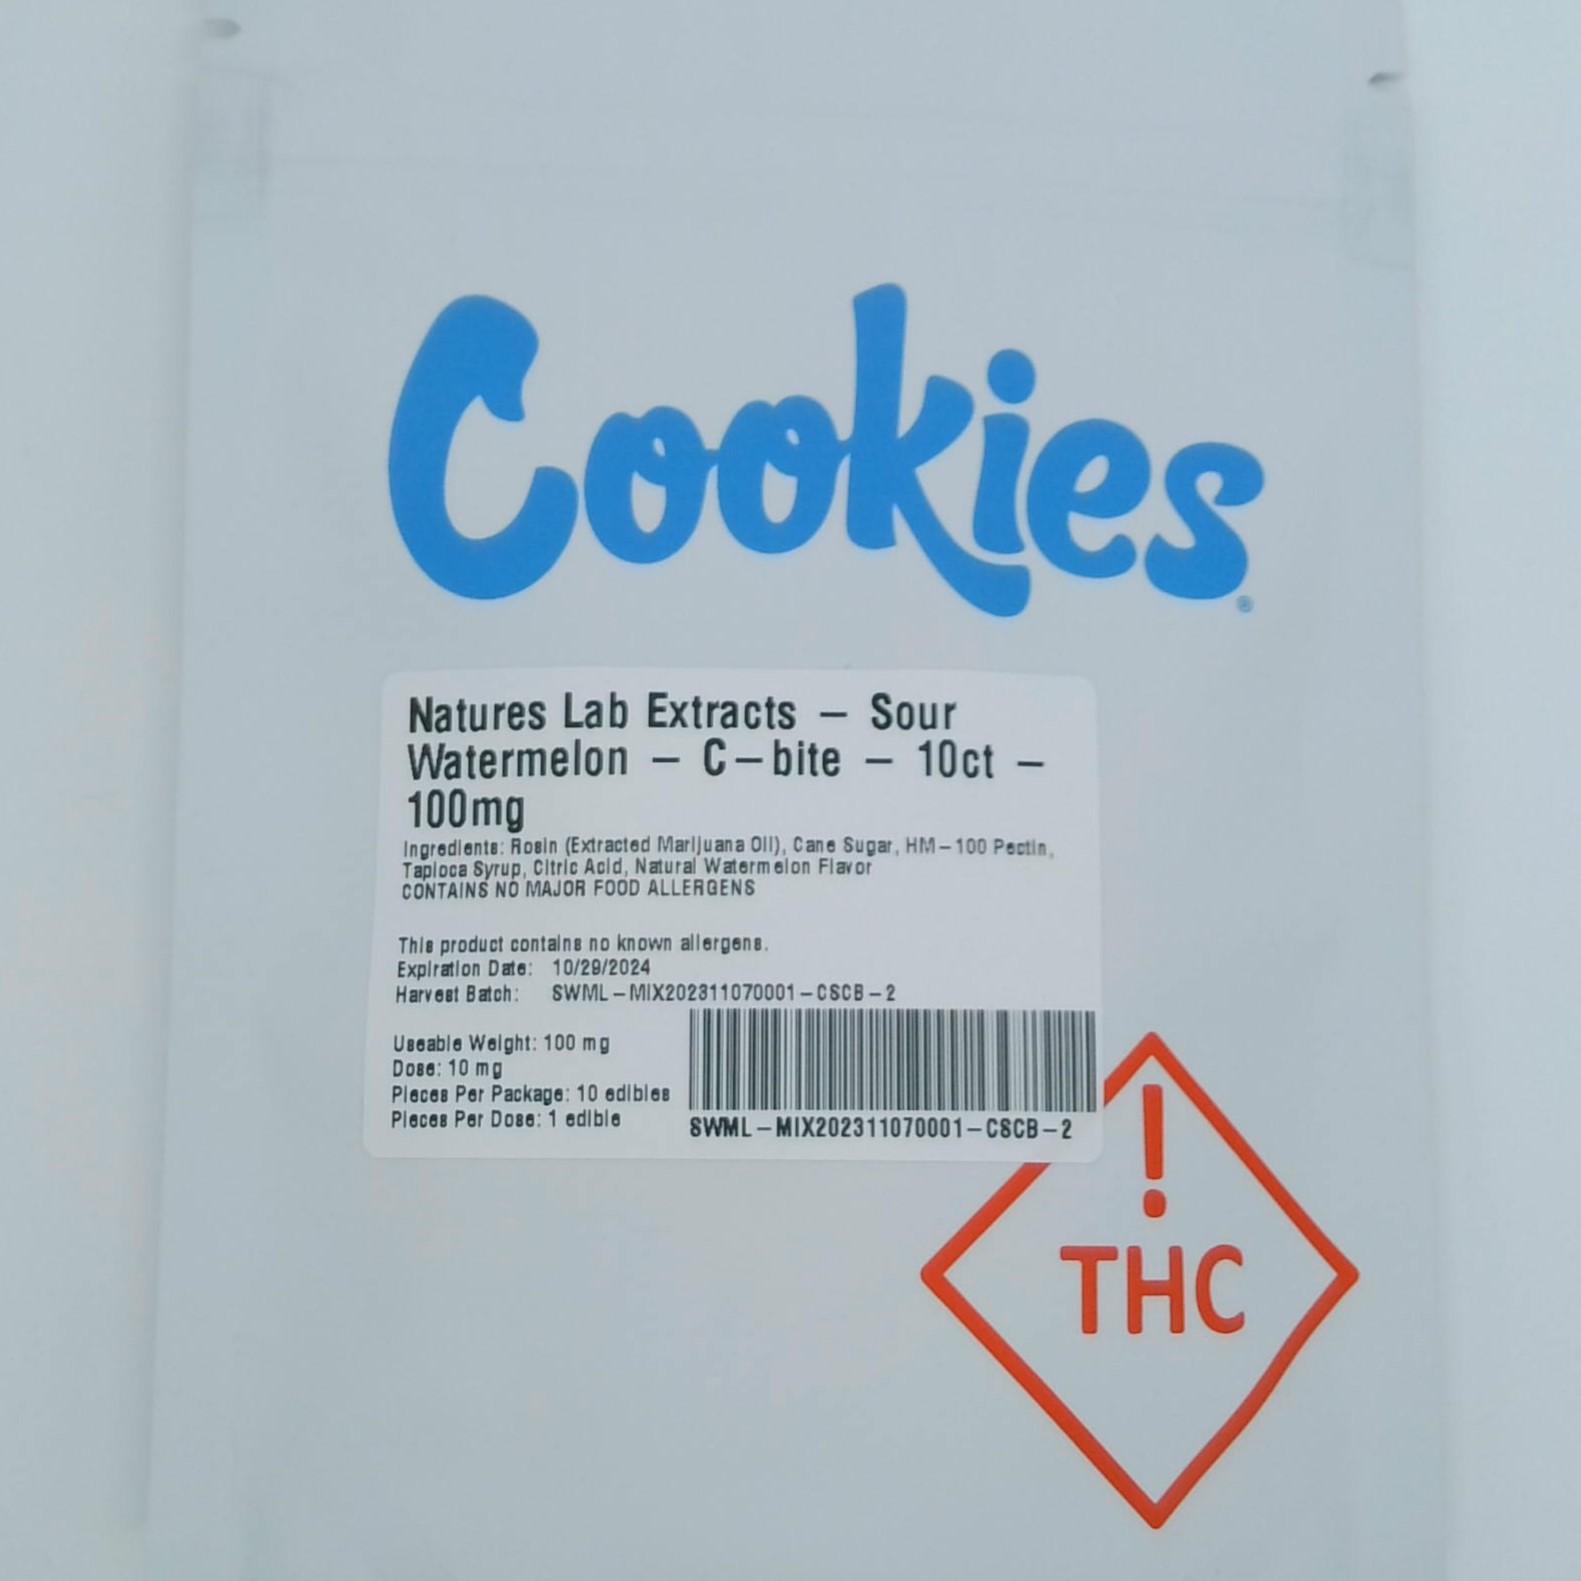 Cookies®
Natures Lab Extracts – Sour
Watermelon – C-bite – 10ct –
100mg
Ingredients: Rosin (Extracted Marijuana Oil), Cane Sugar, HM-100 Pectin,
Tapioca Syrup, Citric Acid, Natural Watermelon Flavor
CONTAINS NO MAJOR FOOD ALLERGENS
This product contains no known allergens.
Expiration Date: 10/29/2024
Harvest Batch: SWML-MIX202311070001-CSCB-2
Useable Weight: 100 mg
Dose: 10 mg
Pieces Per Package: 10 edibles
Pieces Per Dose: 1 edible
SWML-MIX202311070001-CSCB-2
!
THC